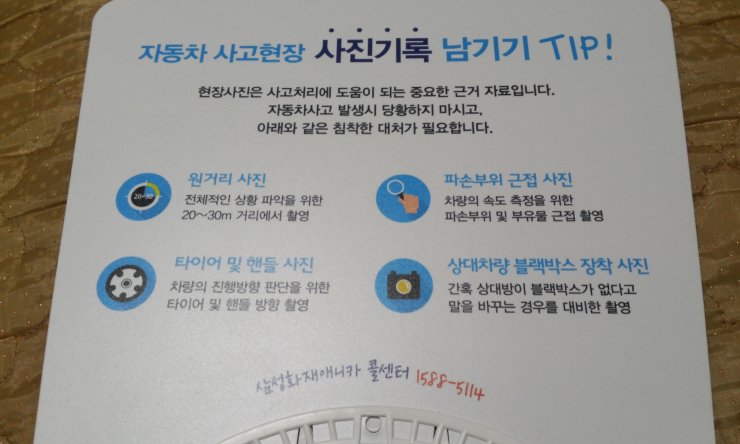 자동차 사고현장 사진기록 남기기 TIP!
현장사진은 사고처리에 도움이 되는 중요한 근거 자료입니다.
자동차사고 발생시 당황하지 마시고,
아래와 같은 침착한 대처가 필요합니다.
20~30
원거리 사진
전체적인 상황 파악을 위한
20~30m 거리에서 촬영
파손부위 근접 사진
차량의 속도 측정을 위한
파손부위 및 부유물 근접 촬영
타이어 및 핸들 사진
차량의 진행방향 판단을 위한
타이어 및 핸들 방향 촬영
상대차량 블랙박스 장착 사진
간혹 상대방이 블랙박스가 없다고
말을 바꾸는 경우를 대비한 촬영
삼성화재애니카 콜센터 1588-5114